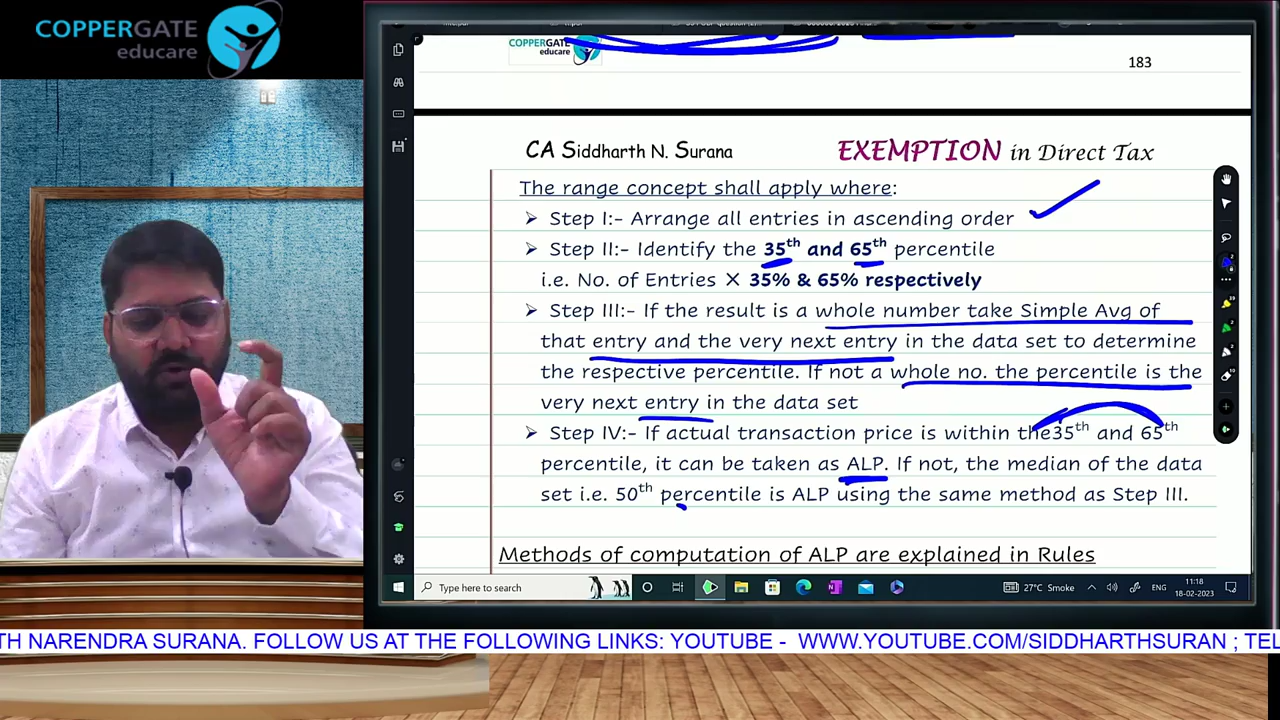 COPPERGATE
educare
COPPERGATE
educare
183
CA Siddharth N. Surana
EXEMPTION in Direct Tax
The range concept shall apply where:
➢ Step I:- Arrange all entries in ascending order
➢ Step II:- Identify the 35th and 65th percentile
i.e. No. of Entries × 35% & 65% respectively
➢ Step III:- If the result is a whole number take Simple Avg of
that entry and the very next entry in the data set to determine
the respective percentile. If not a whole no. the percentile is the
very next entry in the data set
➢ Step IV:- If actual transaction price is within the35th and 65th
percentile, it can be taken as ALP. If not, the median of the data
set i.e. 50th percentile is ALP using the same method as Step III.
Methods of computation of ALP are explained in Rules
Type here to search
27°C Smoke
ENG
11:18
18-02-2023
TH NARENDRA SURANA. FOLLOW US AT THE FOLLOWING LINKS: YOUTUBE - WWW.YOUTUBE.COM/SIDDHARTHSURAN ; TEL